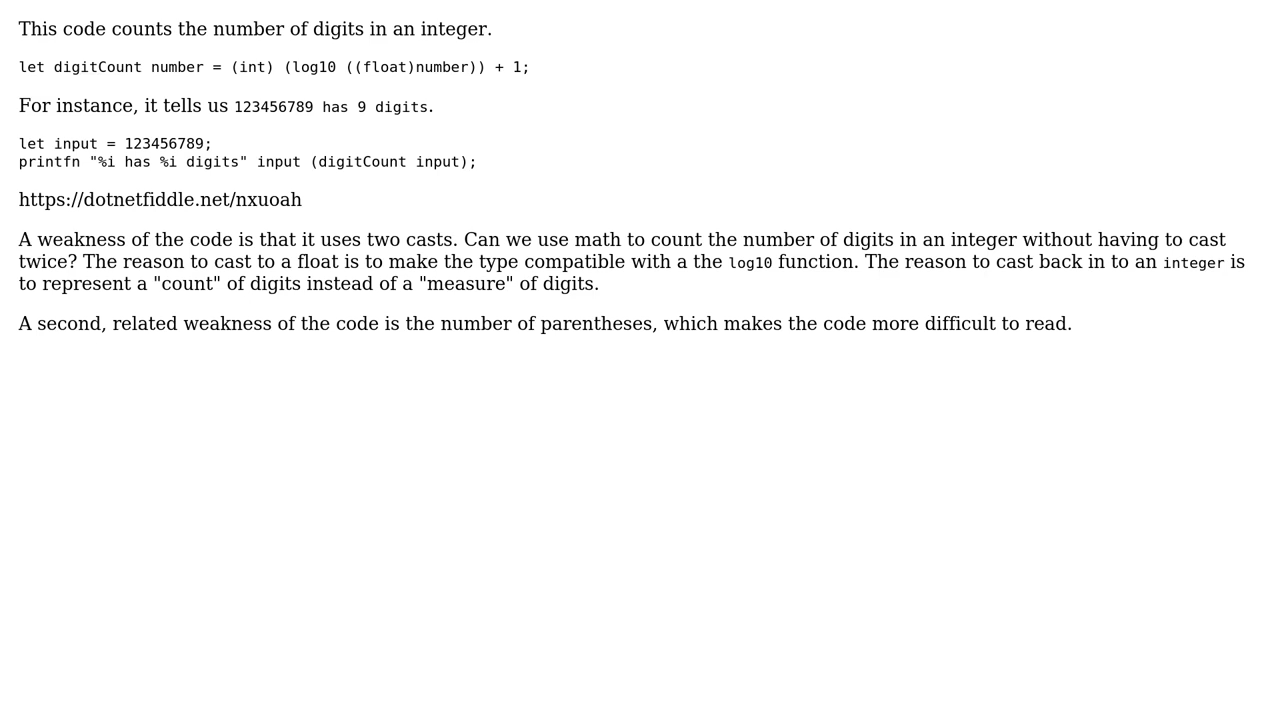 This code counts the number of digits in an integer.
let digitCount number = (int) (log10 ((float)number)) + 1;
For instance, it tells us 123456789 has 9 digits.
let input = 123456789;
printfn "%i has %i digits" input (digitCount input);
https://dotnetfiddle.net/nxuoah
A weakness of the code is that it uses two casts. Can we use math to count the number of digits in an integer without having to cast
twice? The reason to cast to a float is to make the type compatible with a the log10 function. The reason to cast back in to an integer is
to represent a "count" of digits instead of a "measure" of digits.
A second, related weakness of the code is the number of parentheses, which makes the code more difficult to read.